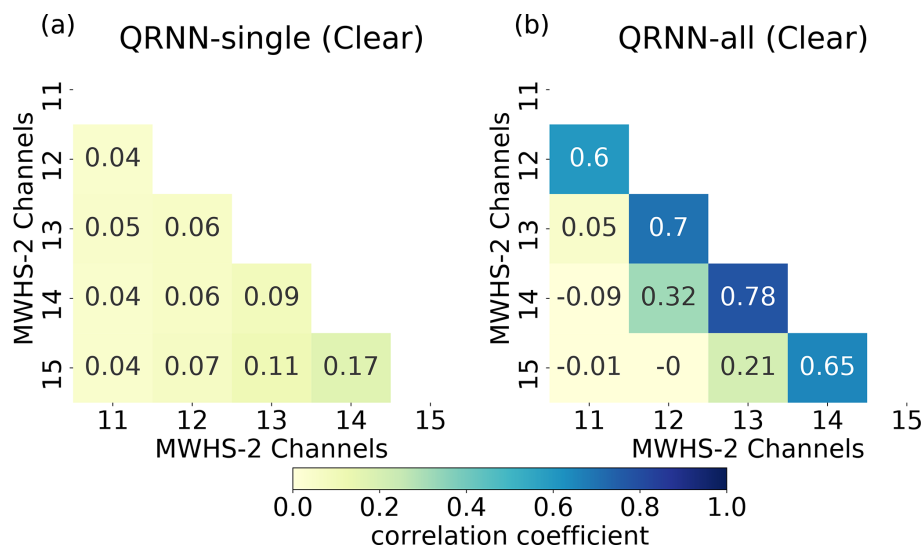 (a)
QRNN-single (Clear)
MWHS-2 Channels
11
12
0.04
13
0.05 0.06
14
0.04 0.06 0.09
15
0.04 0.07 0.11 0.17
11 12 13 14 15
MWHS-2 Channels
(b)
QRNN-all (Clear)
MWHS-2 Channels
11
12
0.6
13
0.05 0.7
14
-0.09 0.32 0.78
15
-0.01 -0 0.21 0.65
11 12 13 14 15
MWHS-2 Channels
0.0 0.2 0.4 0.6 0.8 1.0
correlation coefficient